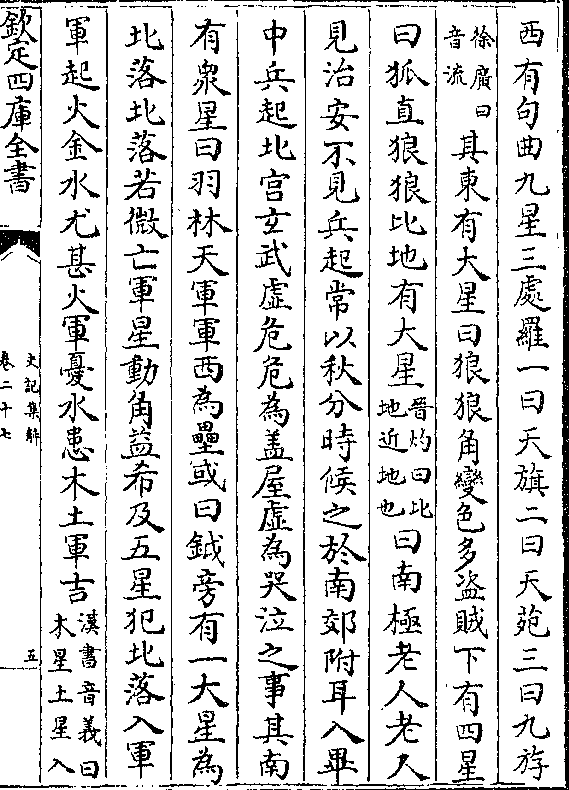 西有句曲九星三處羅一曰天旗二曰天苑三曰九斿
徐廣曰音流其東有大星曰狼狼角變色多盜賊下有四星
曰狐直狼狼比地有大星晉灼曰比地近地也曰南極老人老人
見治安不見兵起常以秋分時候之於南郊附耳入畢
中兵起北宫玄武虛危危為蓋屋虛為哭泣之事其南
有衆星曰羽林天軍軍西為壘或曰鉞旁有一大星為
北落北落若微亡軍星動角益希及五星犯北落入軍
軍起火金水尤甚火軍憂水患木土軍吉漢書音義曰木星土星入
欽定四庫全書
史記集解
卷二十七
五